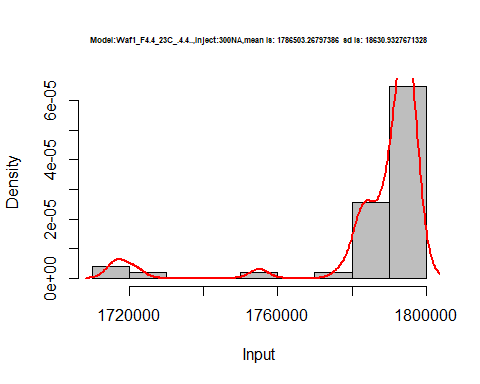 Model:Waf1_F4.4_23C_.4.4._Inject:300NA,mean is: 1786503.26797386 sd is: 18630.9327671328
6e-05
4e-05
2e-05
0e+00
Density
1720000 1760000 1800000
Input